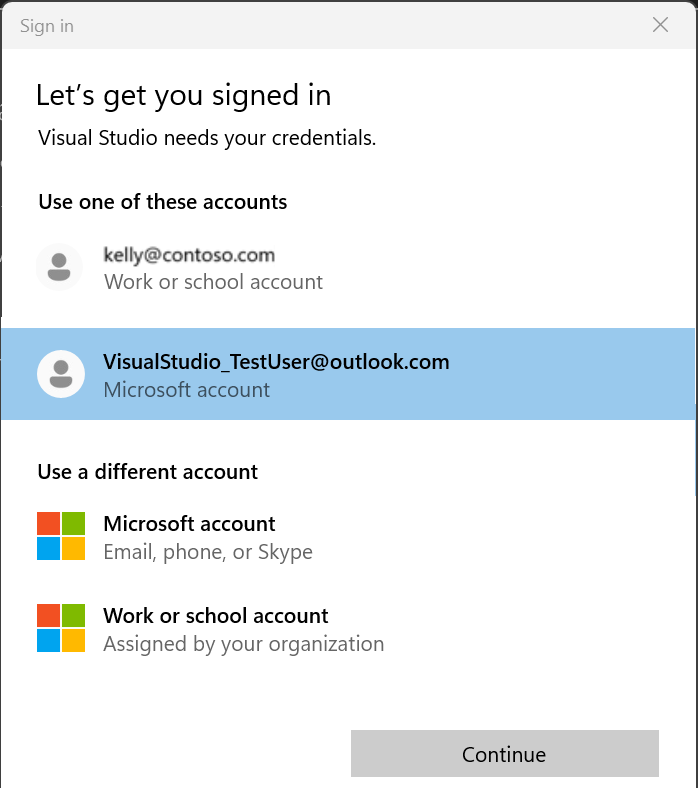 Sign in
Let’s get you signed in
Visual Studio needs your credentials.
Use one of these accounts
kelly@contoso.com
Work or school account
VisualStudio_TestUser@outlook.com
Microsoft account
Use a different account
Microsoft account
Email, phone, or Skype
Work or school account
Assigned by your organization
Continue